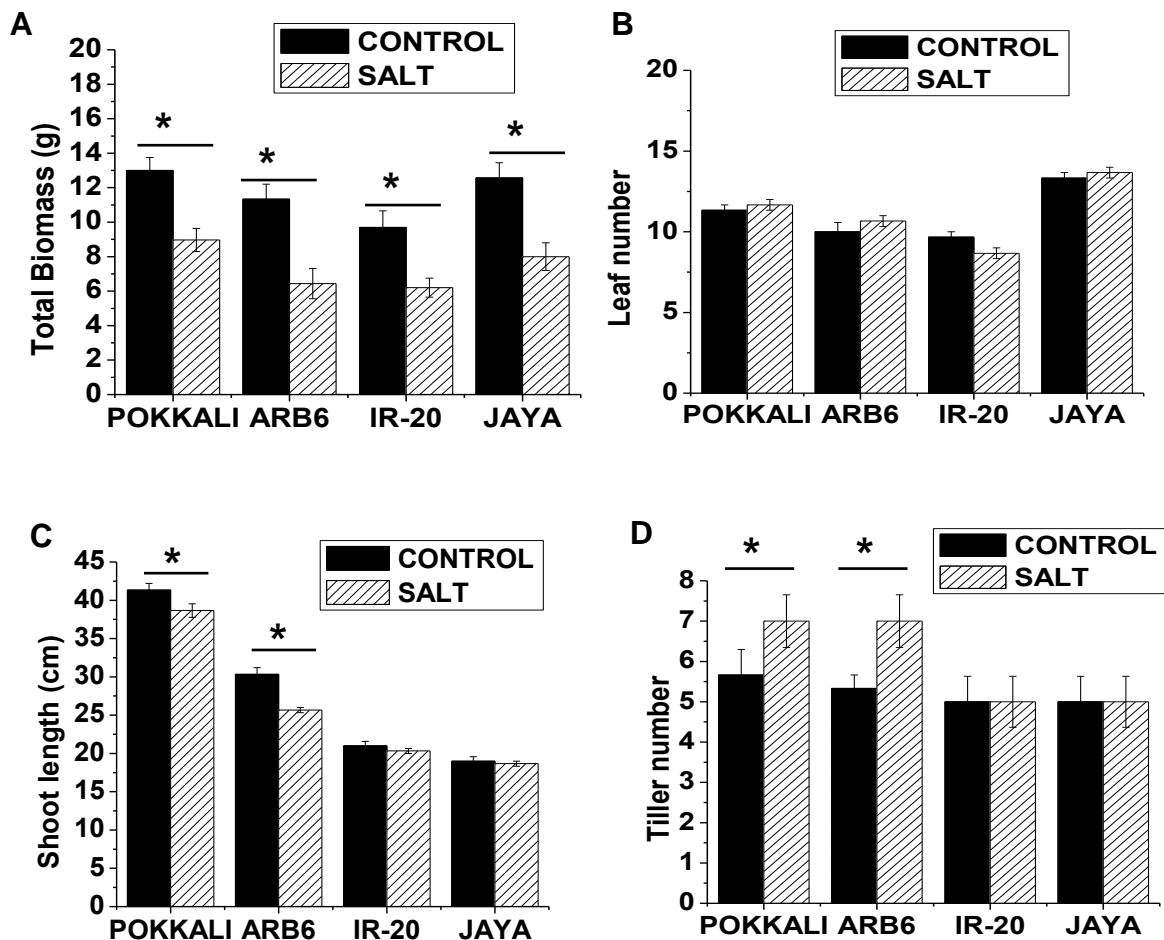 A
CONTROL
SALT
Total Biomass (g)
20
18
16
14
12
10
8
6
4
2
0
* * * *
POKKALI ARB6 IR-20 JAYA
B
CONTROL
SALT
Leaf number
20
15
10
5
0
POKKALI ARB6 IR-20 JAYA
C
CONTROL
SALT
Shoot length (cm)
45
40
35
30
25
20
15
10
5
0
* *
POKKALI ARB6 IR-20 JAYA
D
CONTROL
SALT
Tiller number
8
7
6
5
4
3
2
1
0
* *
POKKALI ARB6 IR-20 JAYA